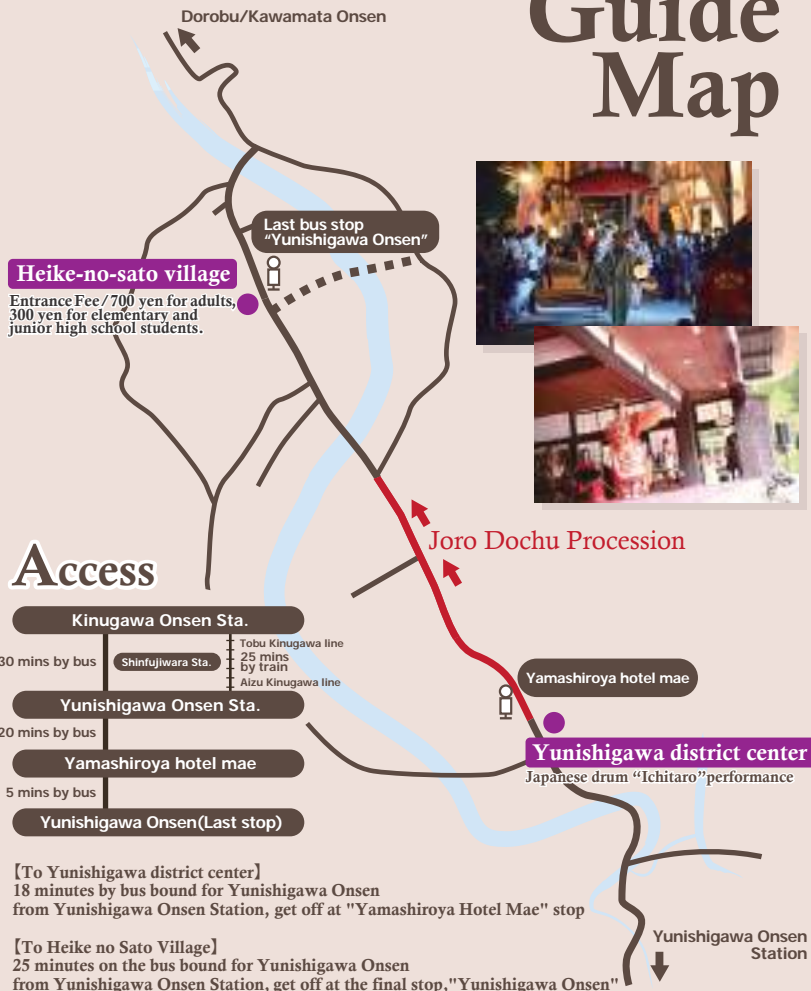 Guide
Map
Dorobu/Kawamata Onsen
Last bus stop
“Yunishigawa Onsen”
Heike-no-sato village
Entrance Fee/700 yen for adults,
300 yen for elementary and
junior high school students.
Joro Dochu Procession
Yamashiroya hotel mae
Yunishigawa district center
Japanese drum “Ichitaro”performance
Yunishigawa Onsen
Station
Access
Kinugawa Onsen Sta.
30 mins by bus
Shinfujiwara Sta.
Tobu Kinugawa line
25 mins
by train
Aizu Kinugawa line
Yunishigawa Onsen Sta.
20 mins by bus
Yamashiroya hotel mae
5 mins by bus
Yunishigawa Onsen(Last stop)
【To Yunishigawa district center】
18 minutes by bus bound for Yunishigawa Onsen
from Yunishigawa Onsen Station, get off at "Yamashiroya Hotel Mae" stop
【To Heike no Sato Village】
25 minutes on the bus bound for Yunishigawa Onsen
from Yunishigawa Onsen Station, get off at the final stop,"Yunishigawa Onsen"